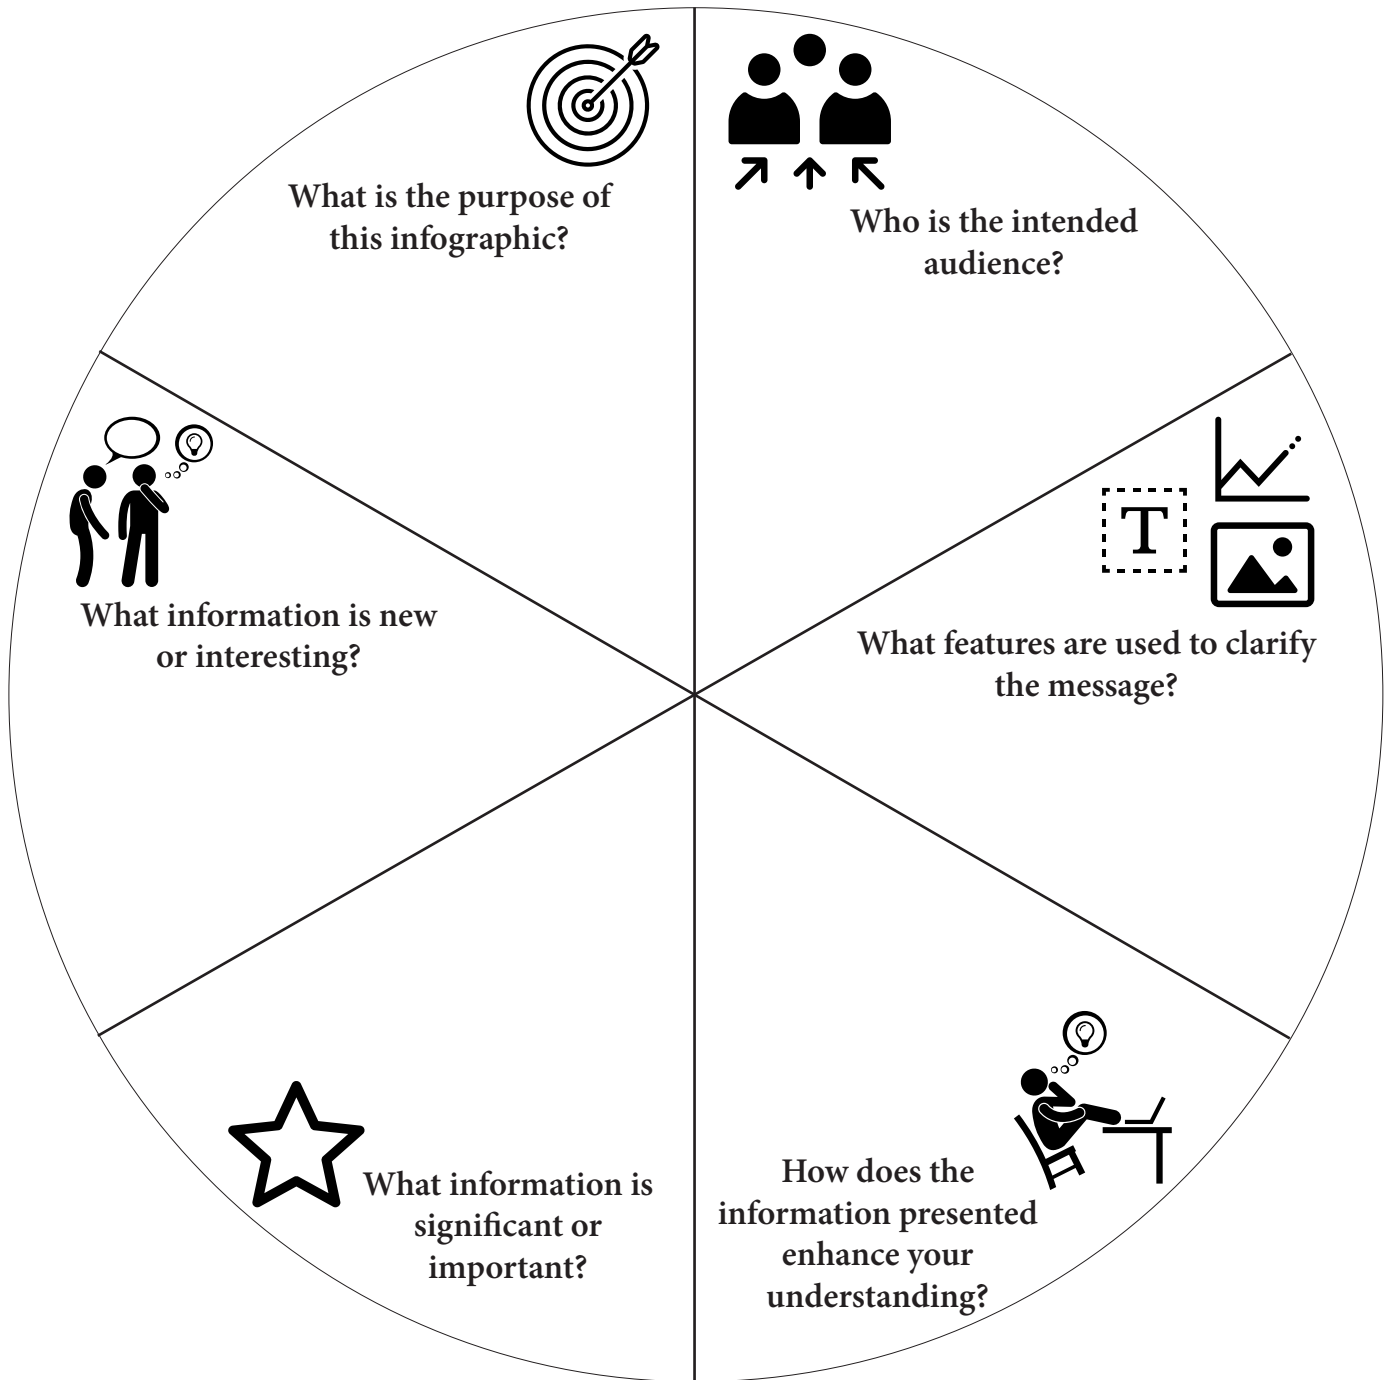 What is the purpose of
this infographic?
Who is the intended
audience?
What information is new
or interesting?
T
What features are used to clarify
the message?
What information is
significant or
important?
How does the
information presented
enhance your
understanding?